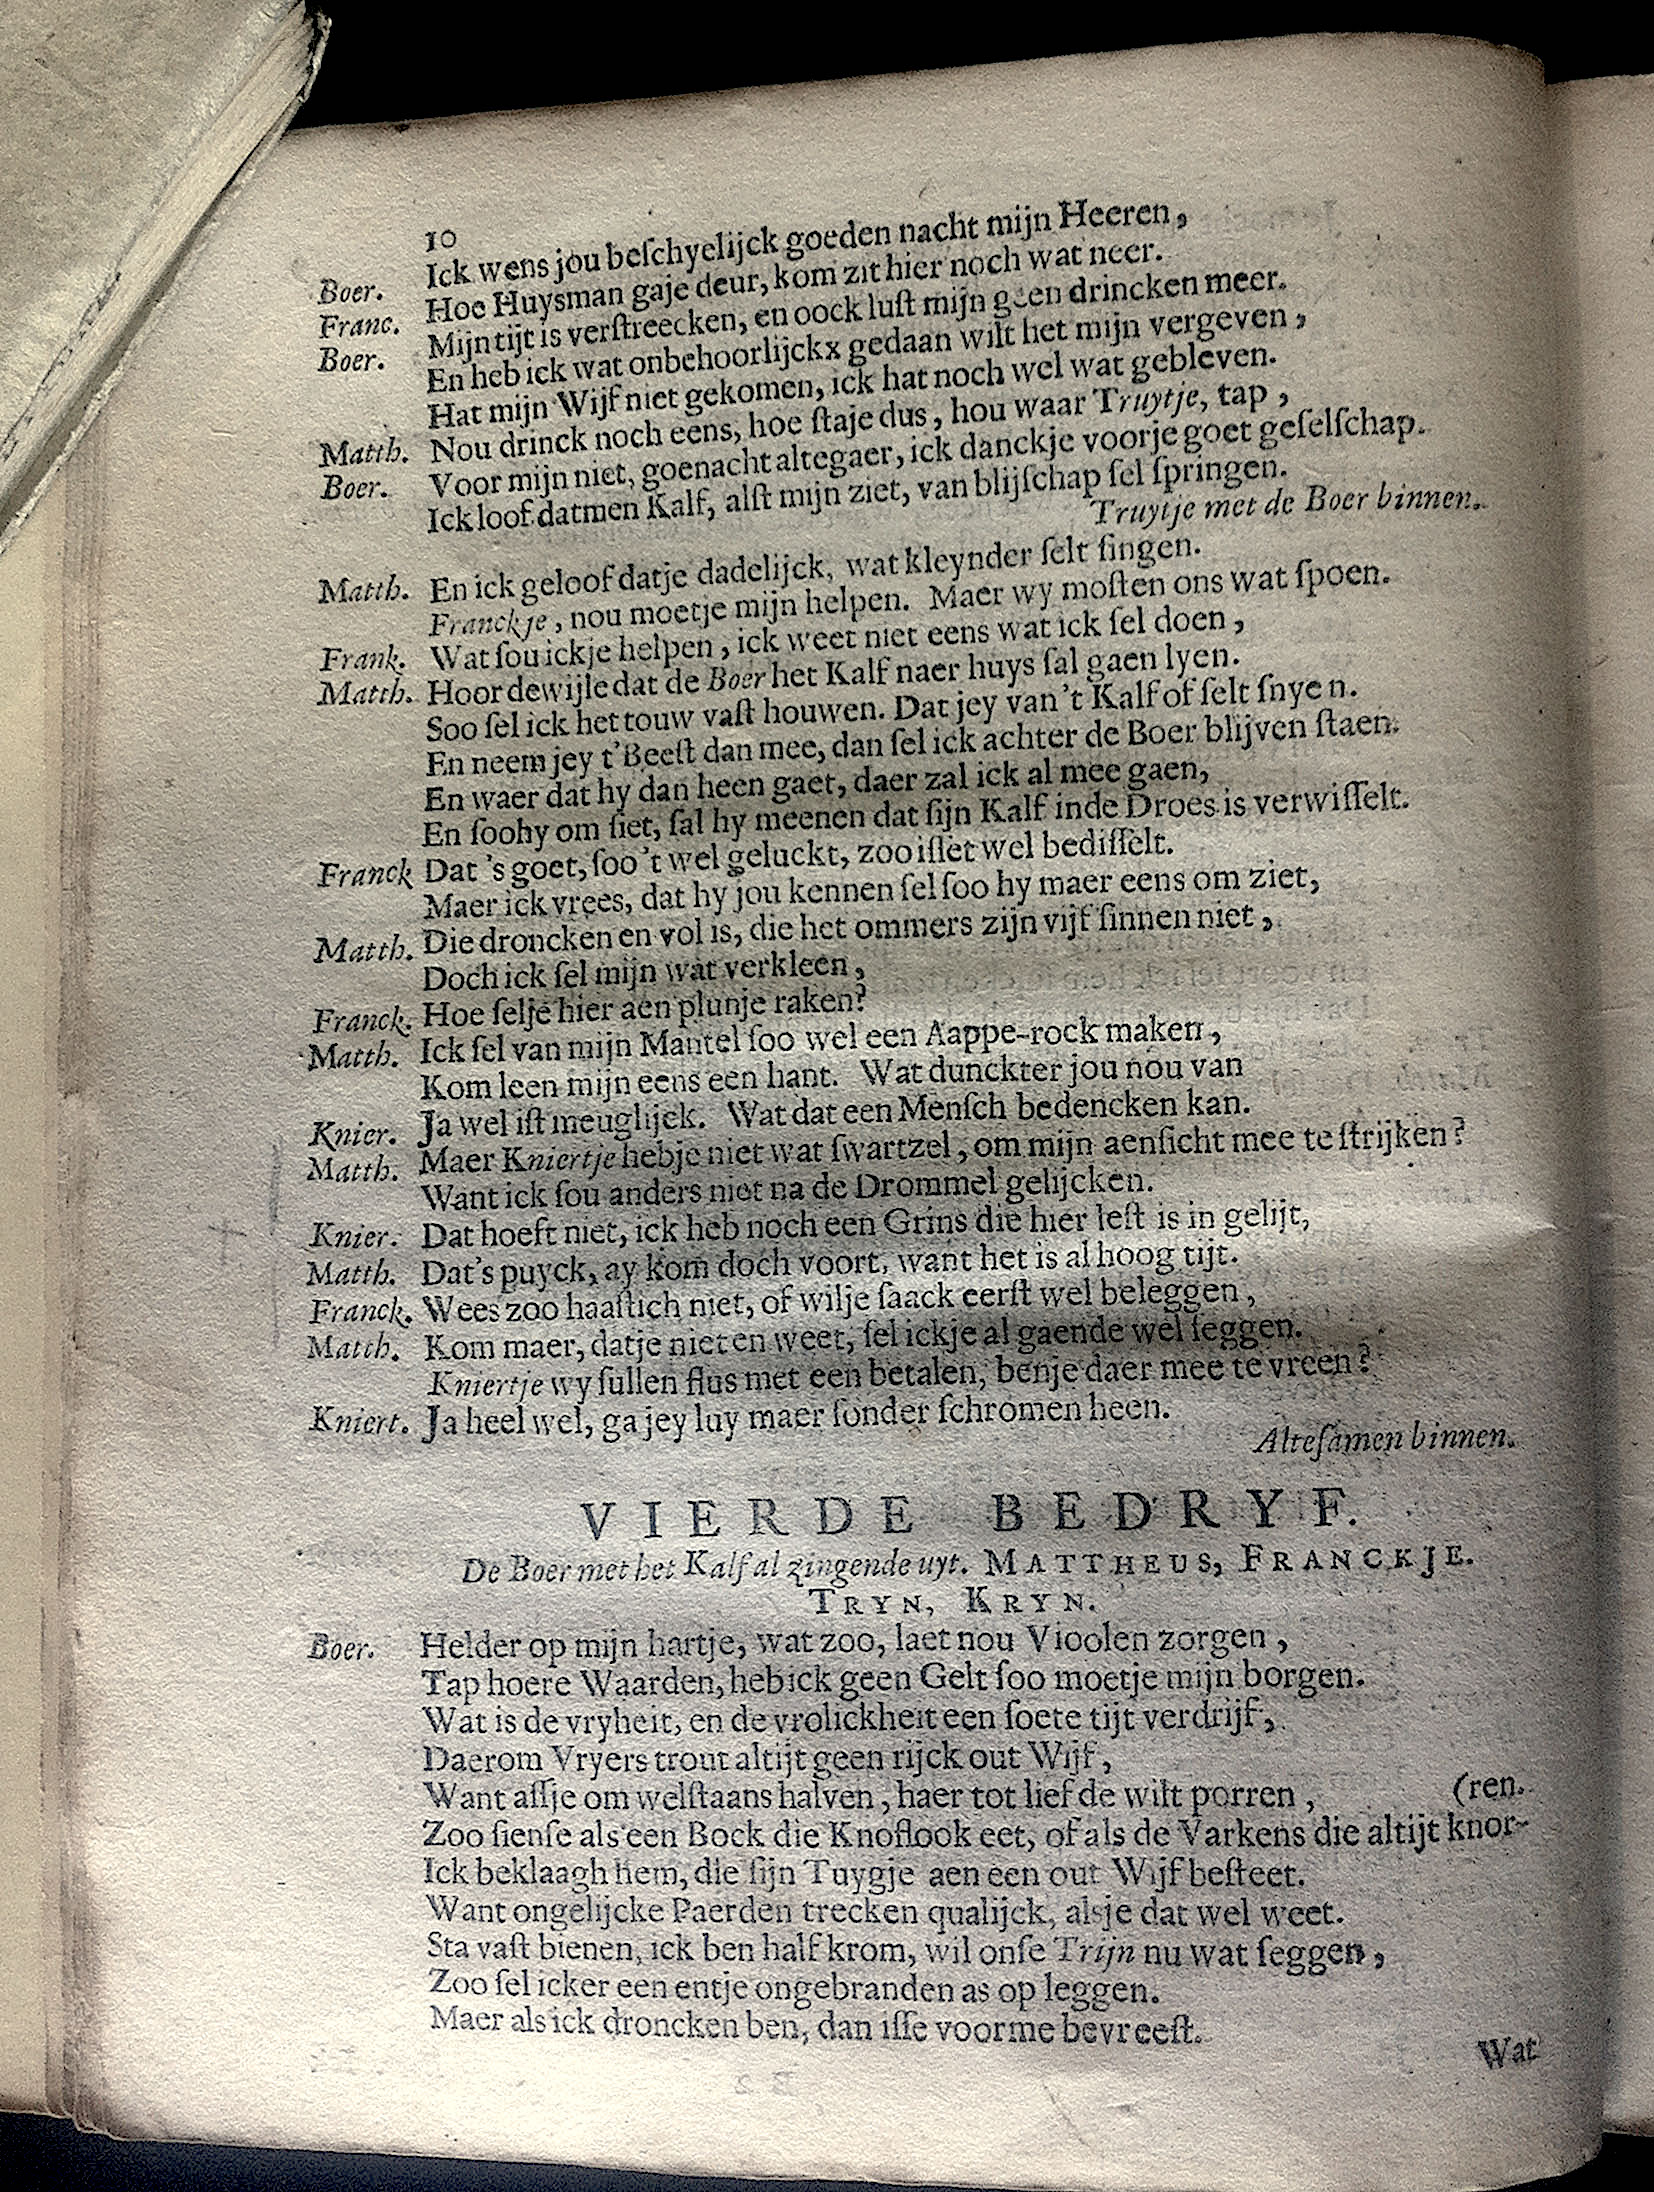 10
Ick wens jou beſchyelijck goeden nacht mijn Heeren,
Boer. Hoe Huysman gaje deur, kom zit hier noch wat neer.
Franc. Mijn tijt is verſtreecken, en oock luſt mijn geen drincken meer.
Boer. En heb ick wat onbehoorlijckx gedaan wilt het mijn vergeven,
Hat mijn Wijf niet gekomen, ick hat noch wel wat gebleven.
Matth. Nou drinck noch eens, hoe ſtaje dus, hou waar Truytje, tap,
Boer. Voor mijn niet, goenacht altegaer, ick danckje voorje goet geſelſchap.
Ick loof datmen Kalf, alſt mijn ziet, van blijſchap ſel ſpringen.
Truytje met de Boer binnen.
Matth. En ick geloof datje dadelijck, wat kleynder ſelt ſingen.
Franckje, nou moetje mijn helpen. Maer wy moſten ons wat ſpoen.
Frank. Wat ſou ickje helpen, ick weet niet eens wat ick ſel doen,
Matth. Hoor dewijle dat de Boer het Kalf naer huys ſal gaen lyen.
Soo ſel ick het touw vaſt houwen. Dat jey van 't Kalf of ſelt ſnyen.
En neem jey t'Beeſt dan mee, dan ſel ick achter de Boer blijven ſtaen.
En waer dat hy dan heen gaet, daer zal ick al mee gaen,
En ſoohy om ſiet, ſal hy meenen dat ſijn Kalf inde Droes is verwiſſelt.
Franck Dat 's goet, ſoo 't wel geluckt, zoo iſſet wel bediſſelt.
Maer ick vrees, dat hy jou kennen ſel ſoo hy maer eens om ziet,
Matth. Die droncken en vol is, die het ommers zijn vijf ſinnen niet,
Doch ick ſel mijn wat verkleen,
Franck. Hoe ſelje hier aen plunje raken?
Matth. Ick ſel van mijn Mantel ſoo wel een Aappe-rock maken,
Kom leen mijn eens een hant. Wat dunckter jou nou van
Knier. Ja wel iſt meuglijck. Wat dat een Menſch bedencken kan.
Matth. Maer Kniertje hebje niet wat ſwartzel, om mijn aenſicht mee te ſtrijken?
Want ick ſou anders niet na de Drommel gelijcken.
Knier. Dat hoeft niet, ick heb noch een Grins die hier leſt is in gelijt,
Matth. Dat's puyck, ay kom doch voort, want het is al hoog tijt.
Franck. Wees zoo haaſtich niet, of wilje ſaack eerſt wel beleggen,
Matth. Kom maer, datje niet en weet, ſel ickje al gaende wel ſeggen.
Kniertje wy ſullen flus met een betalen, benje daer mee te vreen?
Kniert. Ja heel wel, ga jey luy maer ſonder ſchromen heen.
Alteſamen binnen.
VIERDE BEDRYF.
De Boer met het Kalf al zingende uyt. MATTHEUS, FRANCKJE.
TRYN, KRYN.
Boer. Helder op mijn hartje, wat zoo, laet nou Vioolen zorgen,
Tap hoere Waarden, heb ick geen Gelt ſoo moetje mijn borgen.
Wat is de vryheit, en de vrolickheit een ſoete tijt verdrijf,
Daerom Vryers trout altijt geen rijck out Wijf,
Want aſſje om welſtaans halven, haer tot liefde wilt porren, (ren.
Zoo ſienſe als een Bock die Knoflook eet, of als de Varkens die altijt knor-
Ick beklaagh hem, die ſijn Tuygje aen een out Wijf beſteet.
Want ongelijcke Paerden trecken qualijck, alsje dat wel weet.
Sta vaſt bienen, ick ben half krom, wil onſe Trijn nu wat ſeggen,
Zoo ſel icker een entje ongebranden as op leggen.
Maer als ick droncken ben, dan iſſe voorme bevreeſt.
Wat